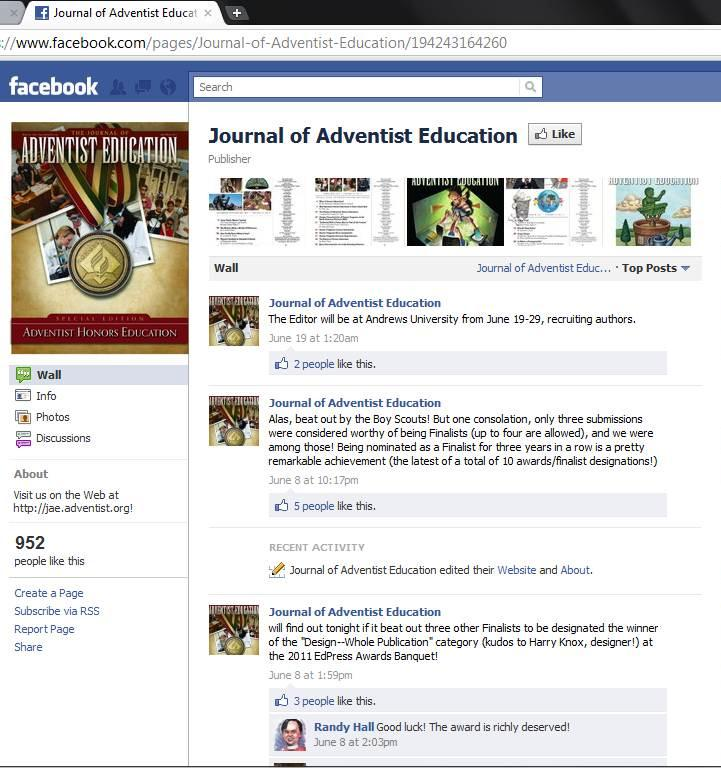 Journal of Adventist Educat
://www.facebook.com/pages/Journal-of-Adventist-Education/194243164260
facebook
Search
THE JOURNAL OF
ADVENTIST EDUCATION
SPECIAL EDITION
ADVENTIST HONORS EDUCATION
Wall
Info
Photos
Discussions
About
Visit us on the Web at
http://jae.adventist.org!
952
people like this
Create a Page
Subscribe via RSS
Report Page
Share
Journal of Adventist Education
Like
Publisher
ADVENTIST EDUCATION
ADVENTIST EDUCATION
Wall
Journal of Adventist Educ... · Top Posts
Journal of Adventist Education
The Editor will be at Andrews University from June 19-29, recruiting authors.
June 19 at 1:20am
2 people like this.
Journal of Adventist Education
Alas, beat out by the Boy Scouts! But one consolation, only three submissions
were considered worthy of being Finalists (up to four are allowed), and we were
among those! Being nominated as a Finalist for three years in a row is a pretty
remarkable achievement (the latest of a total of 10 awards/finalist designations!)
June 8 at 10:17pm
5 people like this.
RECENT ACTIVITY
Journal of Adventist Education edited their Website and About.
Journal of Adventist Education
will find out tonight if it beat out three other Finalists to be designated the winner
of the "Design--Whole Publication" category (kudos to Harry Knox, designer!) at
the 2011 EdPress Awards Banquet!
June 8 at 1:59pm
3 people like this.
Randy Hall Good luck! The award is richly deserved!
June 8 at 2:03pm